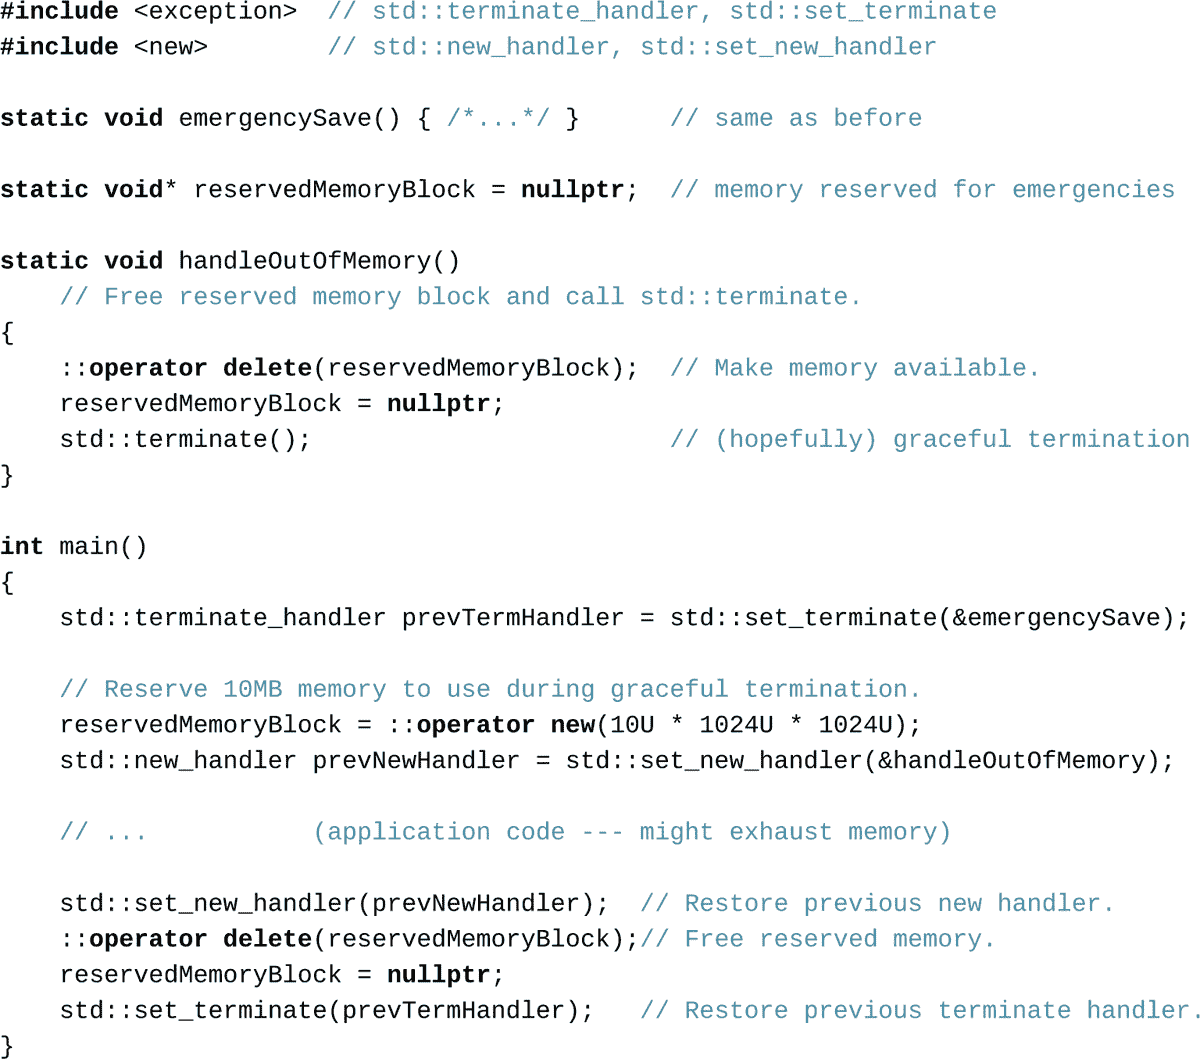 #include <exception>  // std::terminate_handler, std::set_terminate
#include <new>        // std::new_handler, std::set_new_handler

static void emergencySave() { /*...*/ }      // same as before

static void* reservedMemoryBlock = nullptr;  // memory reserved for emergencies

static void handleOutOfMemory()
    // Free reserved memory block and call std::terminate.
{
    ::operator delete(reservedMemoryBlock);  // Make memory available.
    reservedMemoryBlock = nullptr;
    std::terminate();                        // (hopefully) graceful termination
}

int main()
{
    std::terminate_handler prevTermHandler = std::set_terminate(&emergencySave);

    // Reserve 10MB memory to use during graceful termination.
    reservedMemoryBlock = ::operator new(10U * 1024U * 1024U);
    std::new_handler prevNewHandler = std::set_new_handler(&handleOutOfMemory);

    // ...           (application code --- might exhaust memory)

    std::set_new_handler(prevNewHandler);  // Restore previous new handler.
    ::operator delete(reservedMemoryBlock);// Free reserved memory.
    reservedMemoryBlock = nullptr;
    std::set_terminate(prevTermHandler);   // Restore previous terminate handler.
}